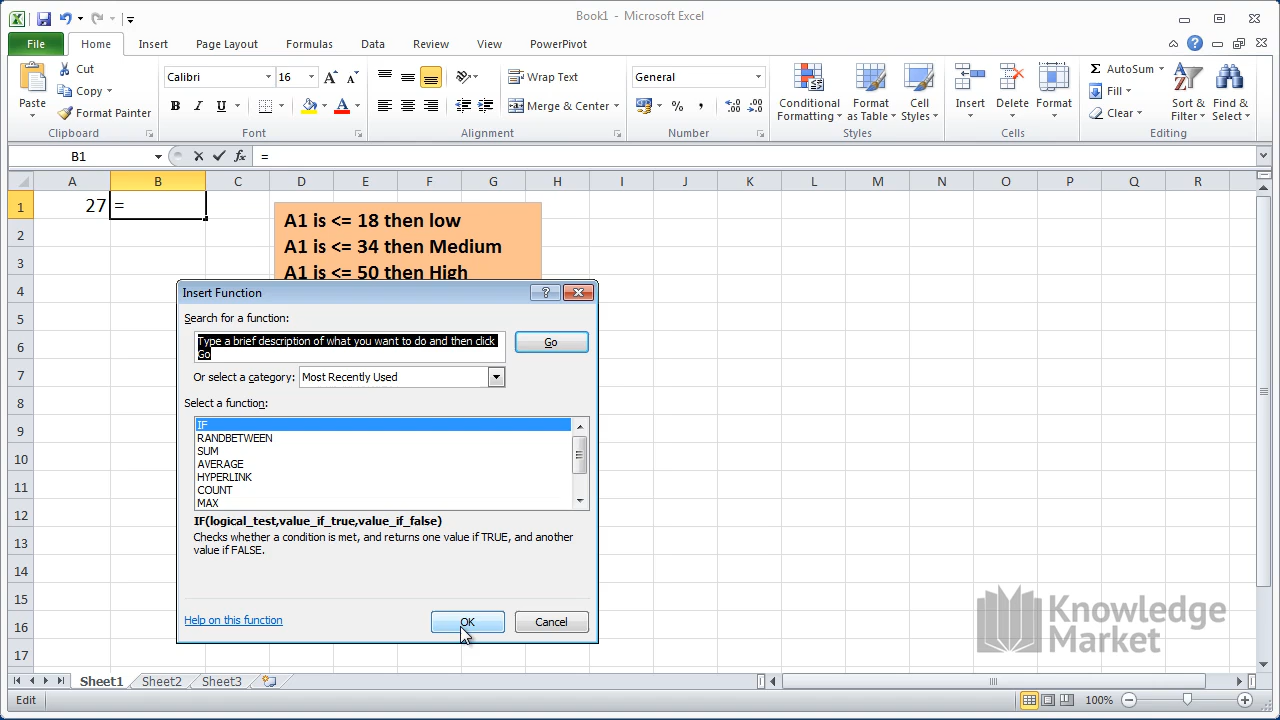 Book1 - Microsoft Excel
File Home Insert Page Layout Formulas Data Review View PowerPivot
Paste
Cut
Copy
Format Painter
Clipboard
Calibri 16
B I U A
Font
Wrap Text
Merge & Center
Alignment
General
%
Number
Conditional Formatting
Format as Table
Cell Styles
Styles
Insert Delete Format
Cells
AutoSum
Fill
Clear
Sort & Filter
Find & Select
Editing
B1 fx =
A B C D E F G H I J K L M N O P Q R
1 27 =
2
3
4
5
6
7
8
9
10
11
12
13
14
15
16
17
A1 is <= 18 then low
A1 is <= 34 then Medium
A1 is <= 50 then High
Insert Function
Search for a function:
Type a brief description of what you want to do and then click
Go
Go
Or select a category: Most Recently Used
Select a function:
IF
RANDBETWEEN
SUM
AVERAGE
HYPERLINK
COUNT
MAX
IF(logical_test,value_if_true,value_if_false)
Checks whether a condition is met, and returns one value if TRUE, and another
value if FALSE.
Help on this function
OK Cancel
Knowledge
Market
Sheet1 Sheet2 Sheet3
Edit 100%